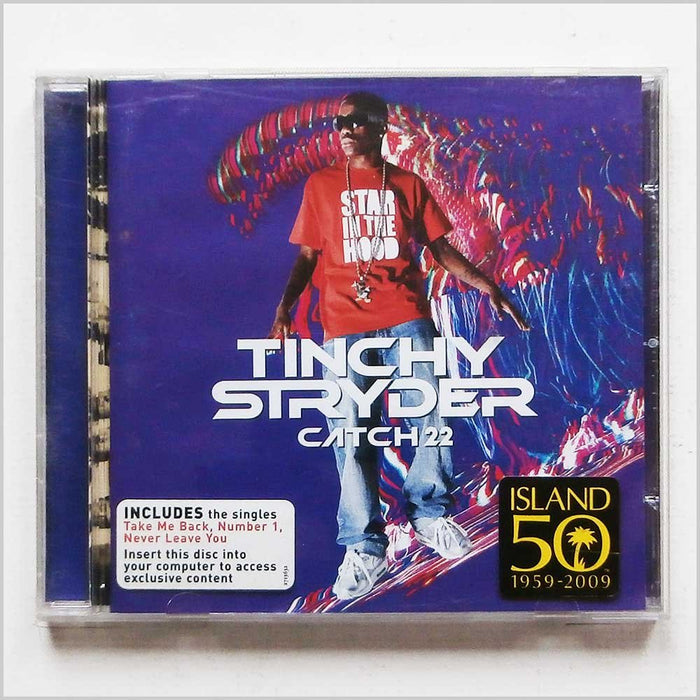 STAR
IN THE
HOOD
TINCHY
STRYDER
CATCH 22
INCLUDES the singles
Take Me Back, Number 1,
Never Leave You
Insert this disc into
your computer to access
exclusive content
ISLAND
50
1959-2009